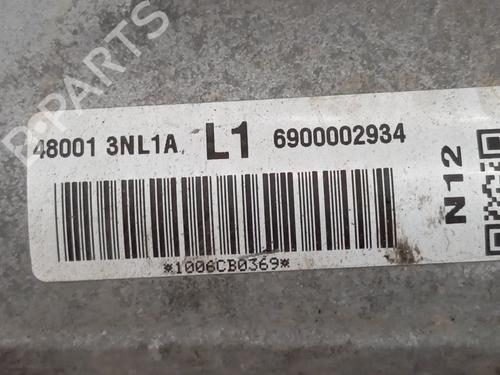 B-PARTS
48001 3NL1A L1 6900002934
N12
*1006CB0369*